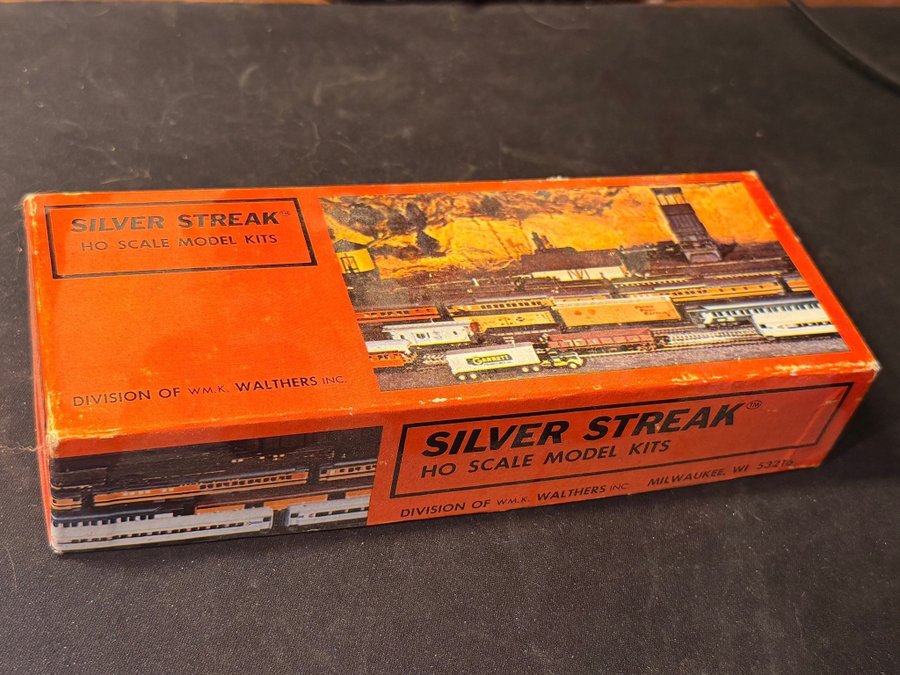 SILVER STREAK™
HO SCALE MODEL KITS
DIVISION OF WM. K. WALTHERS INC.
GARRETT
SILVER STREAK™
HO SCALE MODEL KITS
DIVISION OF WM. K. WALTHERS INC. MILWAUKEE, WI 53216